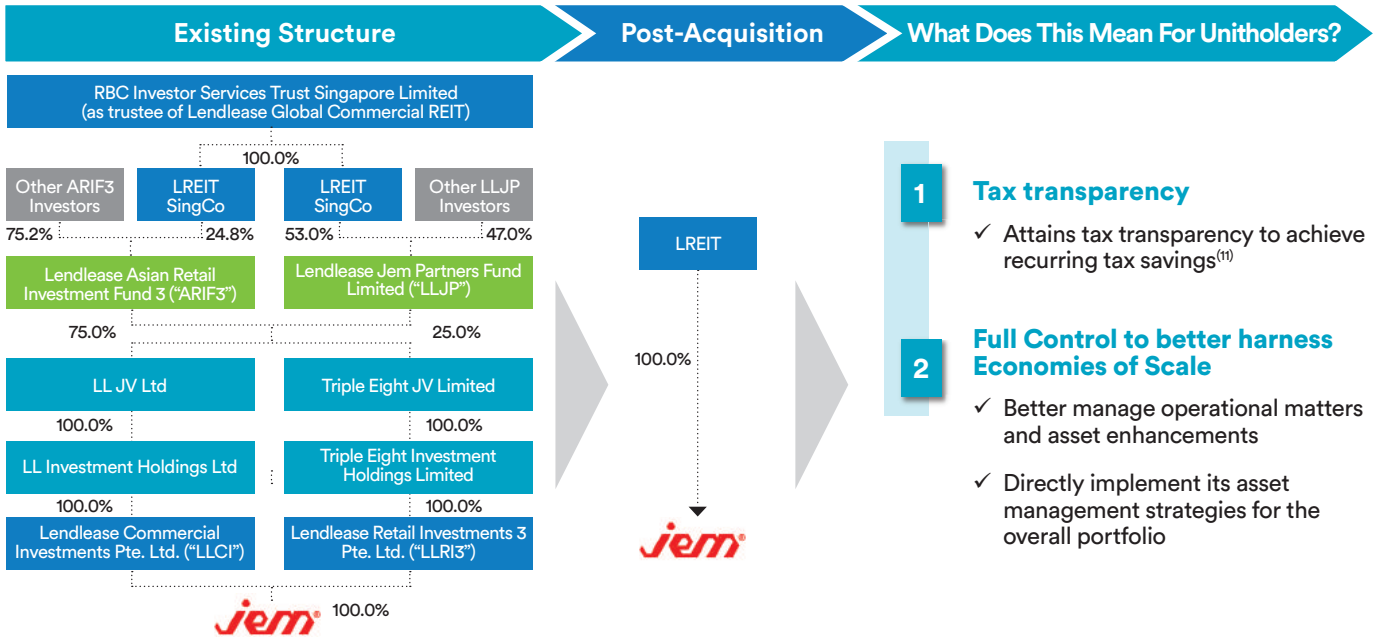 Existing Structure
Post-Acquisition
What Does This Mean For Unitholders?
RBC Investor Services Trust Singapore Limited
(as trustee of Lendlease Global Commercial REIT)
100.0%
Other ARIF3
Investors
LREIT
SingCo
LREIT
SingCo
Other LLJP
Investors
75.2%
24.8%
53.0%
47.0%
Lendlease Asian Retail
Investment Fund 3 (“ARIF3”)
Lendlease Jem Partners Fund
Limited (“LLJP”)
75.0%
25.0%
LL JV Ltd
Triple Eight JV Limited
100.0%
100.0%
LL Investment Holdings Ltd
Triple Eight Investment
Holdings Limited
100.0%
100.0%
Lendlease Commercial
Investments Pte. Ltd. (“LLCI”)
Lendlease Retail Investments 3
Pte. Ltd. (“LLRI3”)
jem®
100.0%
LREIT
100.0%
jem®
1
Tax transparency
✓ Attains tax transparency to achieve
recurring tax savings(11)
2
Full Control to better harness
Economies of Scale
✓ Better manage operational matters
and asset enhancements
✓ Directly implement its asset
management strategies for the
overall portfolio